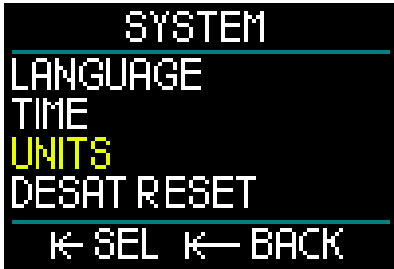 SYSTEM
LANGUAGE
TIME
UNITS
DESAT RESET
SEL BACK